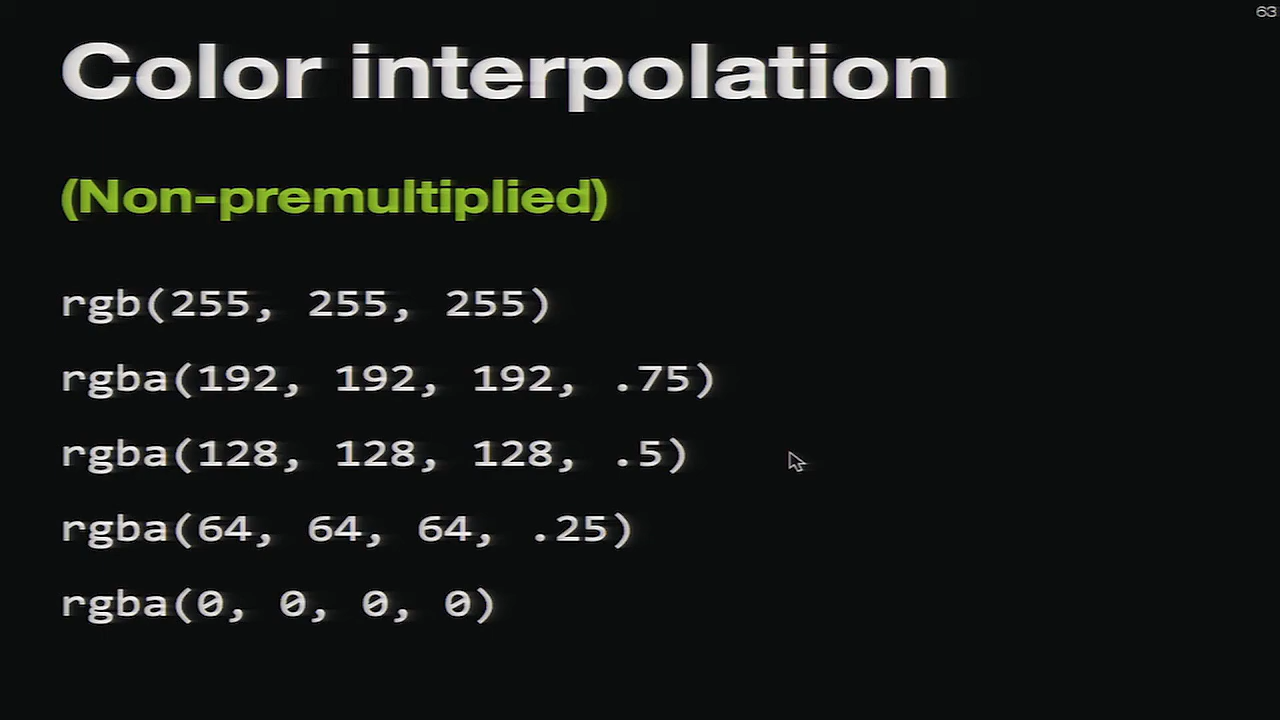 63
Color interpolation
(Non-premultiplied)
rgb(255, 255, 255)
rgba(192, 192, 192, .75)
rgba(128, 128, 128, .5)
rgba(64, 64, 64, .25)
rgba(0, 0, 0, 0)